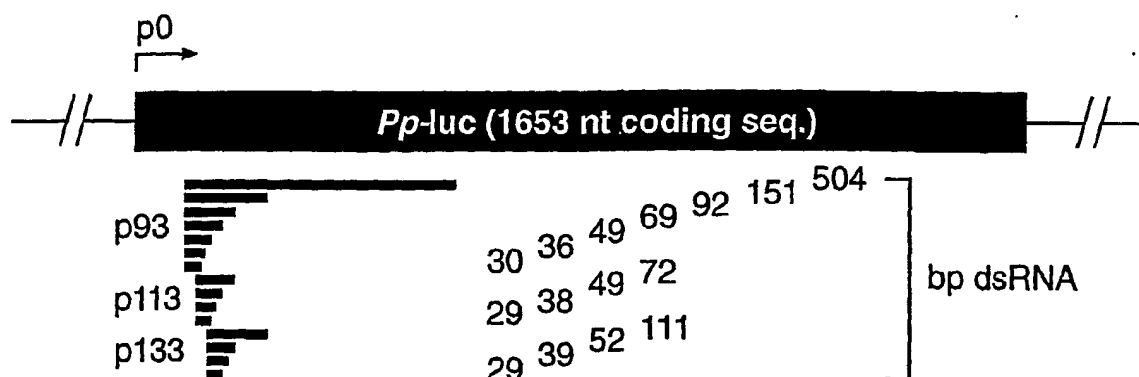 p0
Pp-luc (1653 nt coding seq.)
p93
30 36 49 69 92 151 504
p113
29 38 49 72
bp dsRNA
p133
29 39 52 111